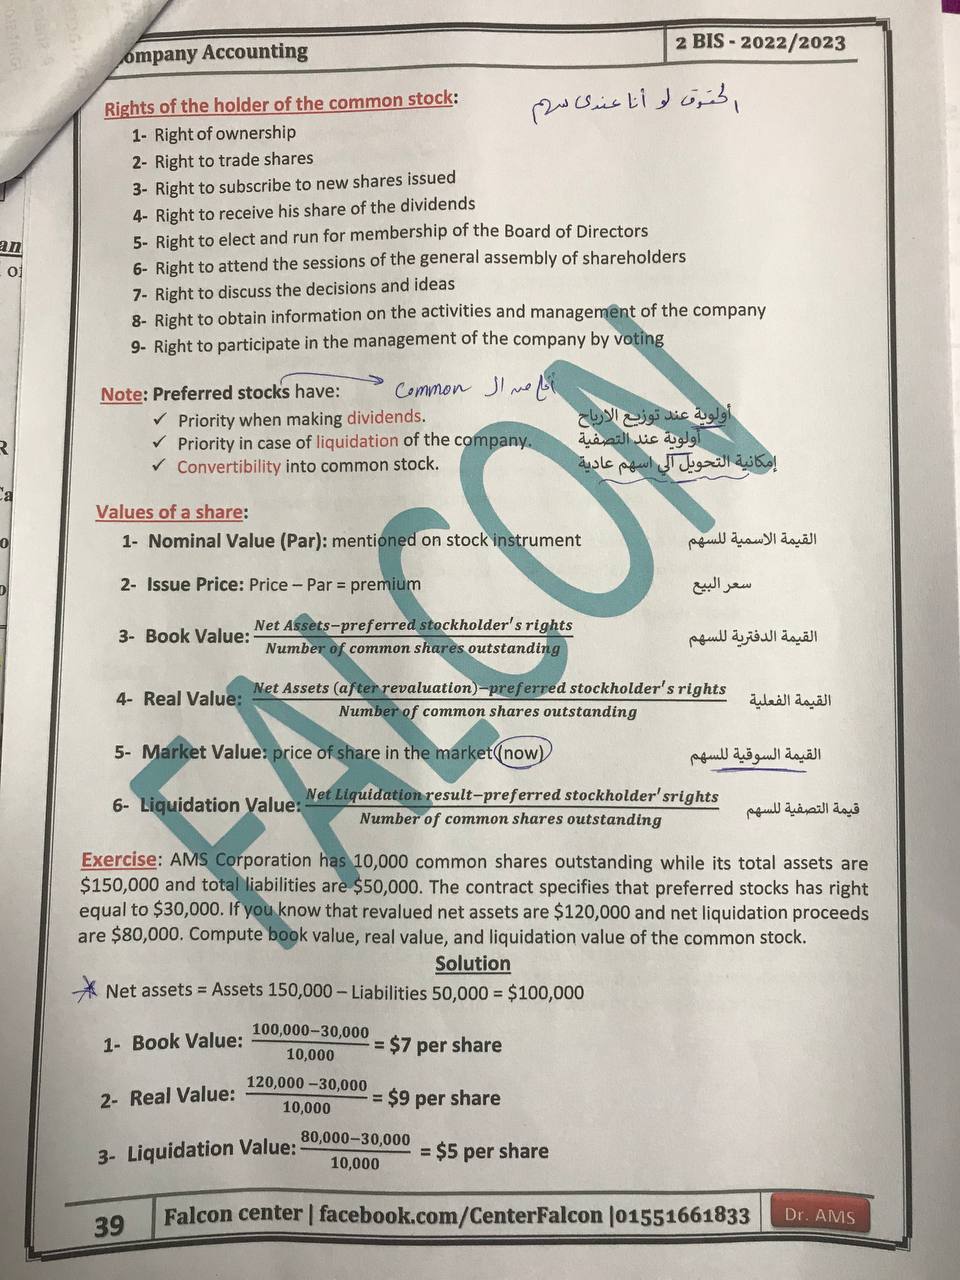 ompany Accounting
2 BIS - 2022/2023
Rights of the holder of the common stock:
الحقوق لو أنا عندى سهم
1- Right of ownership
2- Right to trade shares
3- Right to subscribe to new shares issued
4- Right to receive his share of the dividends
5- Right to elect and run for membership of the Board of Directors
6- Right to attend the sessions of the general assembly of shareholders
7- Right to discuss the decisions and ideas
8- Right to obtain information on the activities and management of the company
9- Right to participate in the management of the company by voting
Note: Preferred stocks have:
Common ال
✓ Priority when making dividends. أولوية عند توزيع الارباح
✓ Priority in case of liquidation of the company. أولوية عند التصفية
✓ Convertibility into common stock. إمكانية التحويل الي اسهم عادية
Values of a share:
1- Nominal Value (Par): mentioned on stock instrument القيمة الاسمية للسهم
2- Issue Price: Price – Par = premium سعر البيع
3- Book Value: Net Assets–preferred stockholder's rights
Number of common shares outstanding
القيمة الدفترية للسهم
4- Real Value: Net Assets (after revaluation)–preferred stockholder's rights
Number of common shares outstanding
القيمة الفعلية
5- Market Value: price of share in the market (now) القيمة السوقية للسهم
6- Liquidation Value: Net Liquidation result–preferred stockholder'srights
Number of common shares outstanding
قيمة التصفية للسهم
FALCON
Exercise: AMS Corporation has 10,000 common shares outstanding while its total assets are
$150,000 and total liabilities are $50,000. The contract specifies that preferred stocks has right
equal to $30,000. If you know that revalued net assets are $120,000 and net liquidation proceeds
are $80,000. Compute book value, real value, and liquidation value of the common stock.
Solution
Net assets = Assets 150,000 – Liabilities 50,000 = $100,000
1- Book Value: 100,000–30,000
10,000
= $7 per share
2- Real Value: 120,000 –30,000
10,000
= $9 per share
3- Liquidation Value: 80,000–30,000
10,000
= $5 per share
39
Falcon center | facebook.com/CenterFalcon |01551661833
Dr. AMS
an
of
R